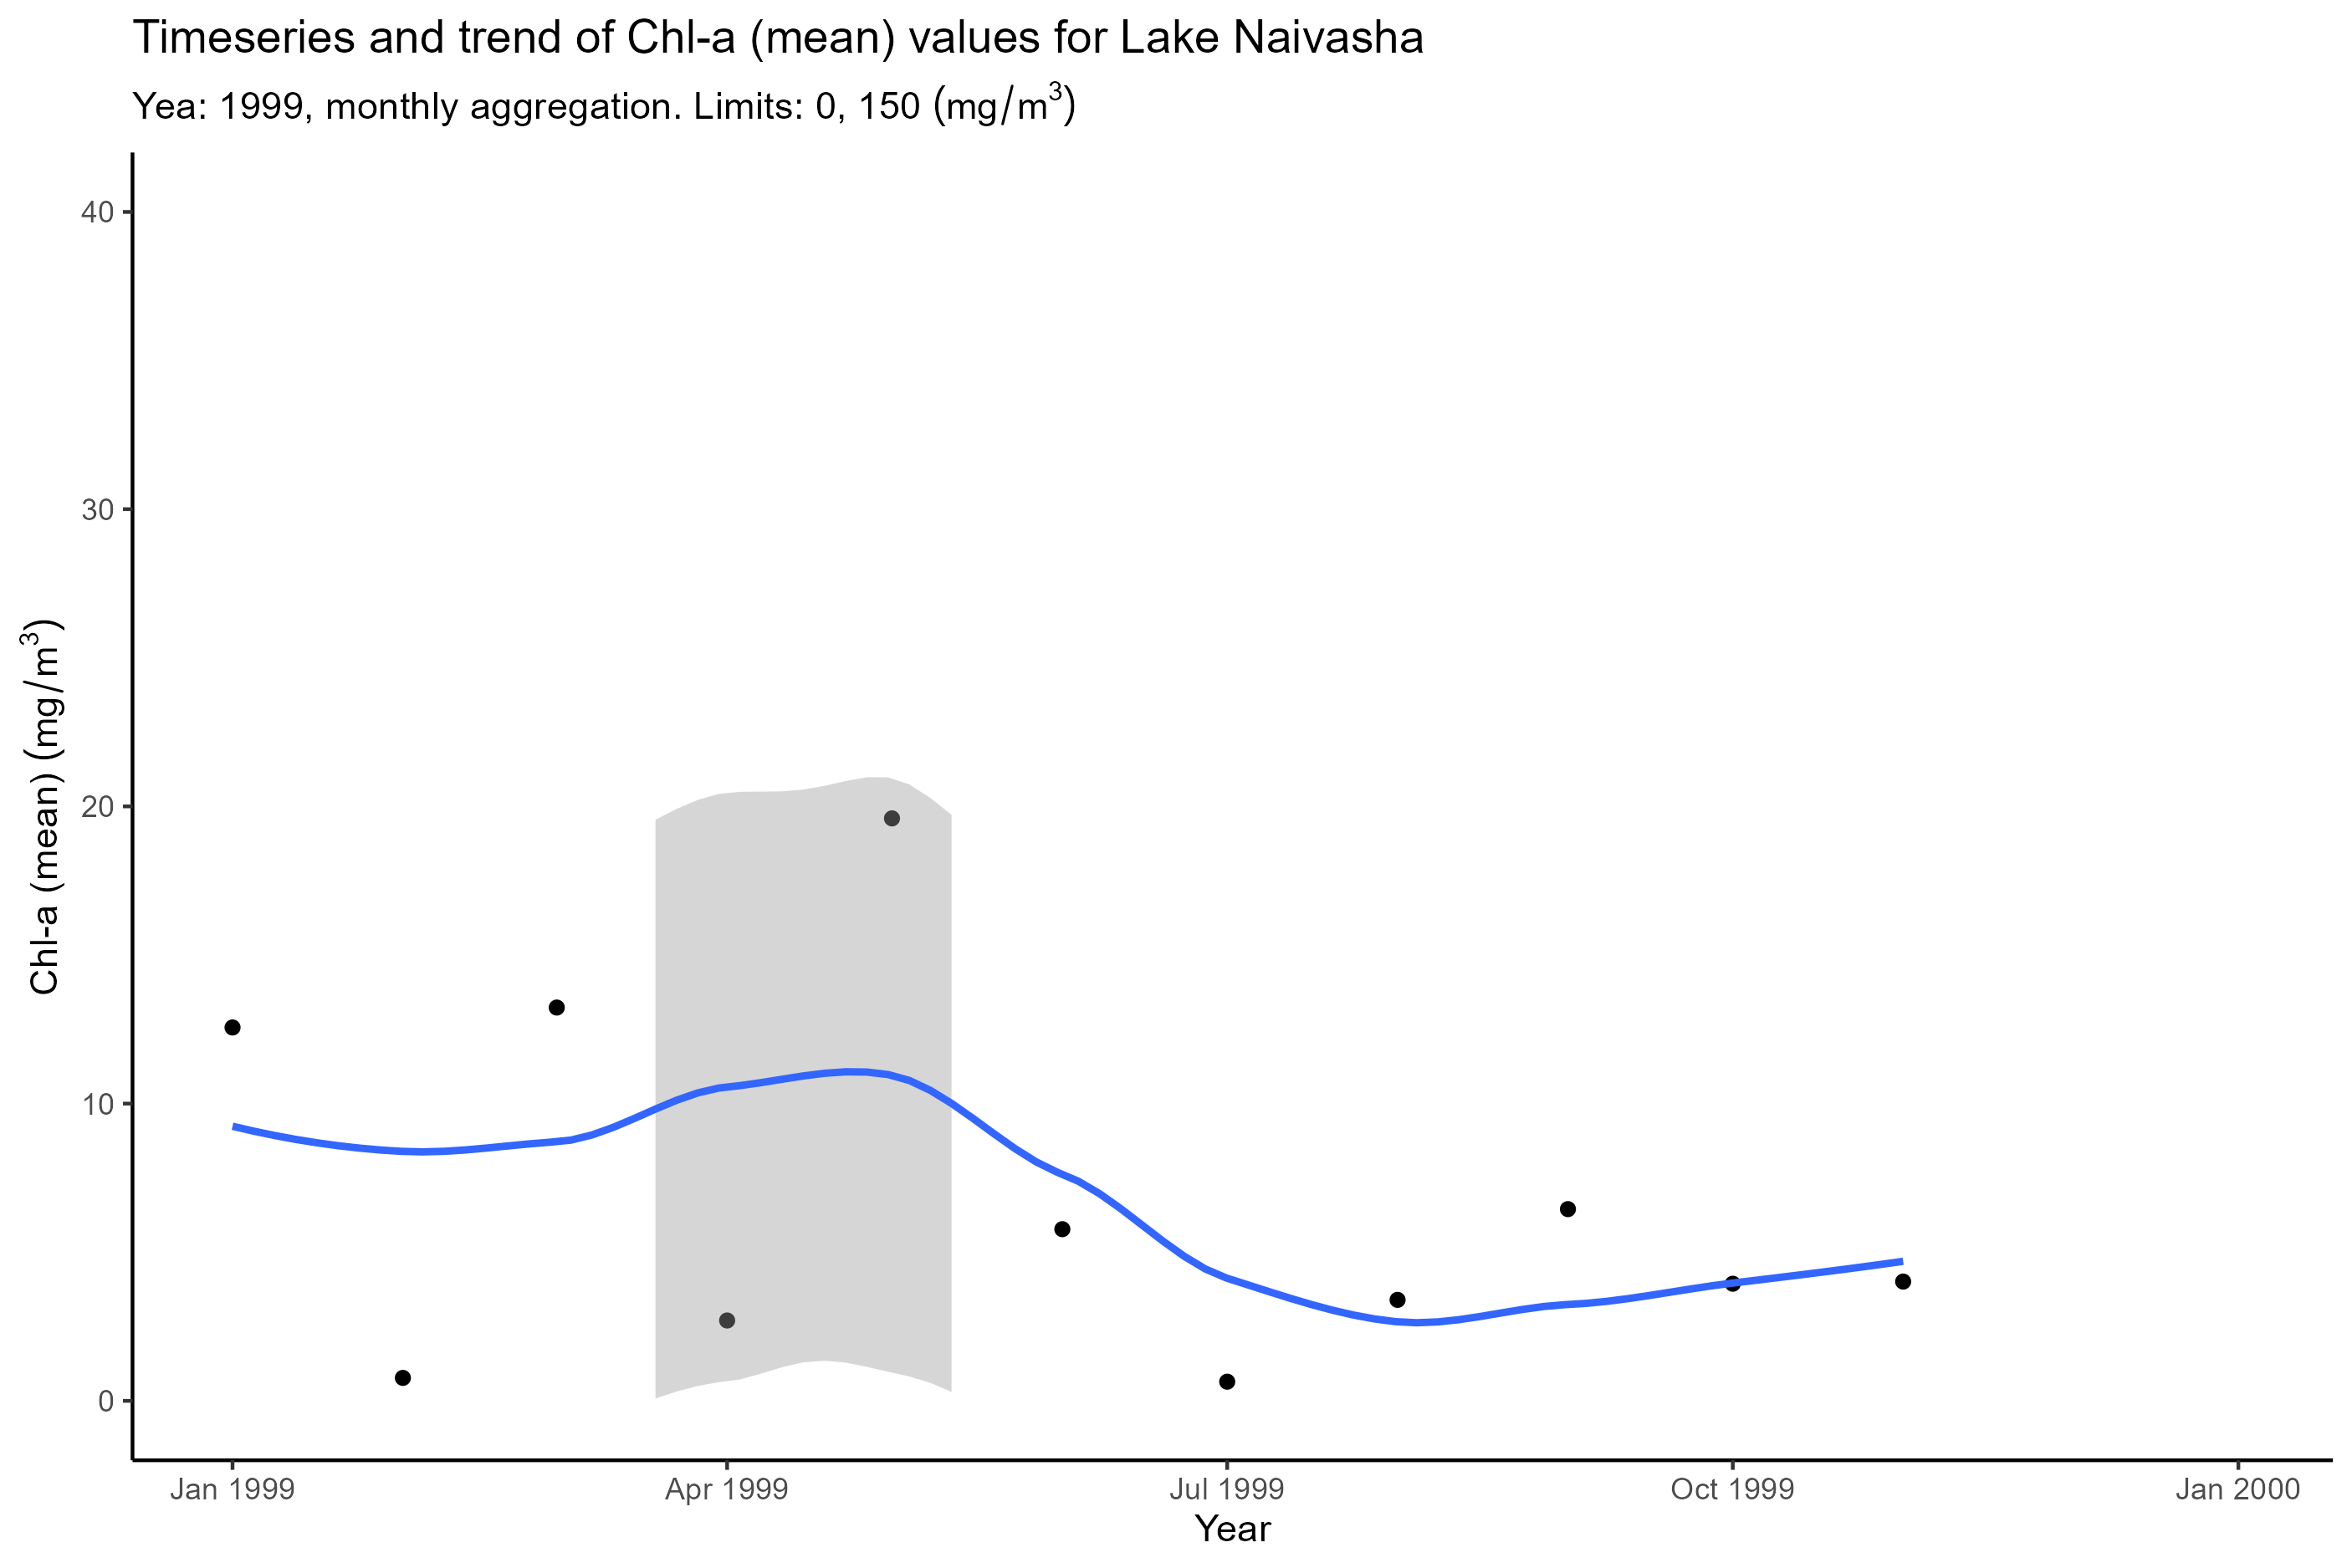 Timeseries and trend of Chl-a (mean) values for Lake Naivasha
Yea: 1999, monthly aggregation. Limits: 0, 150 (mg/m³)
40
30
20
10
0
Chl-a (mean) (mg/m³)
Jan 1999
Apr 1999
Jul 1999
Oct 1999
Jan 2000
Year